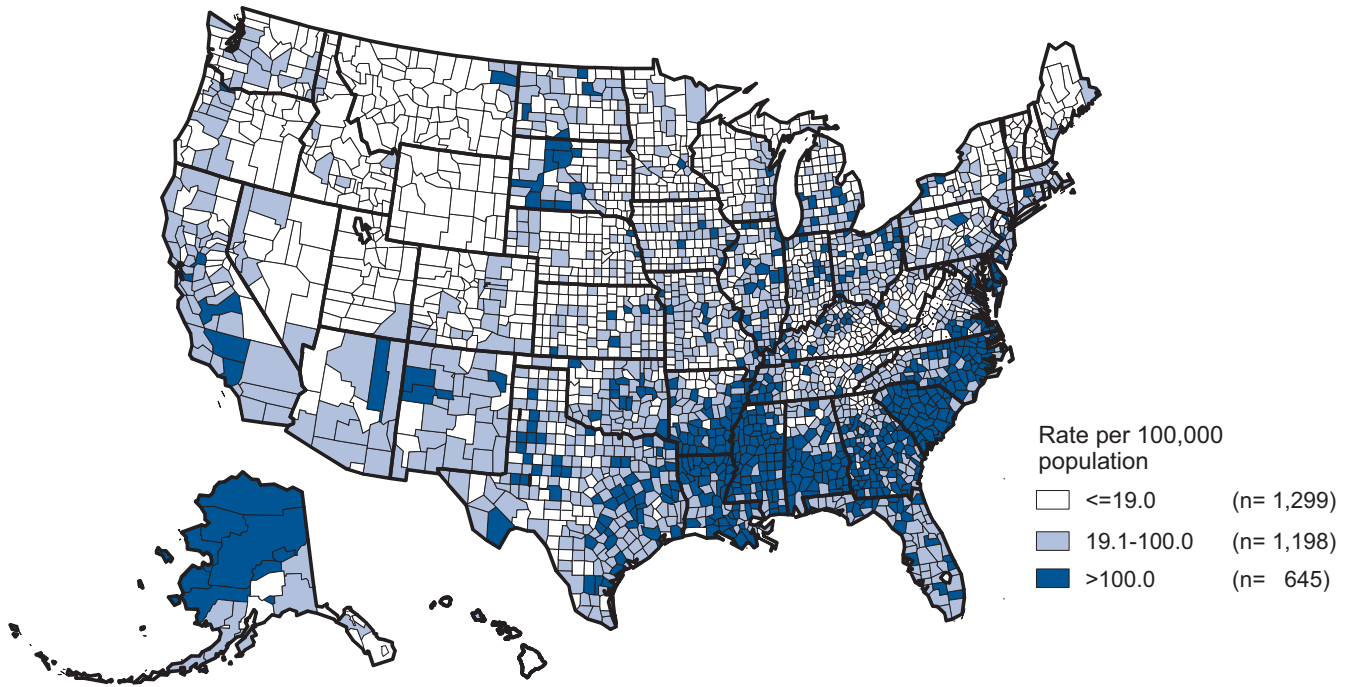 Rate per 100,000
population
<=19.0 (n= 1,299)
19.1-100.0 (n= 1,198)
>100.0 (n= 645)